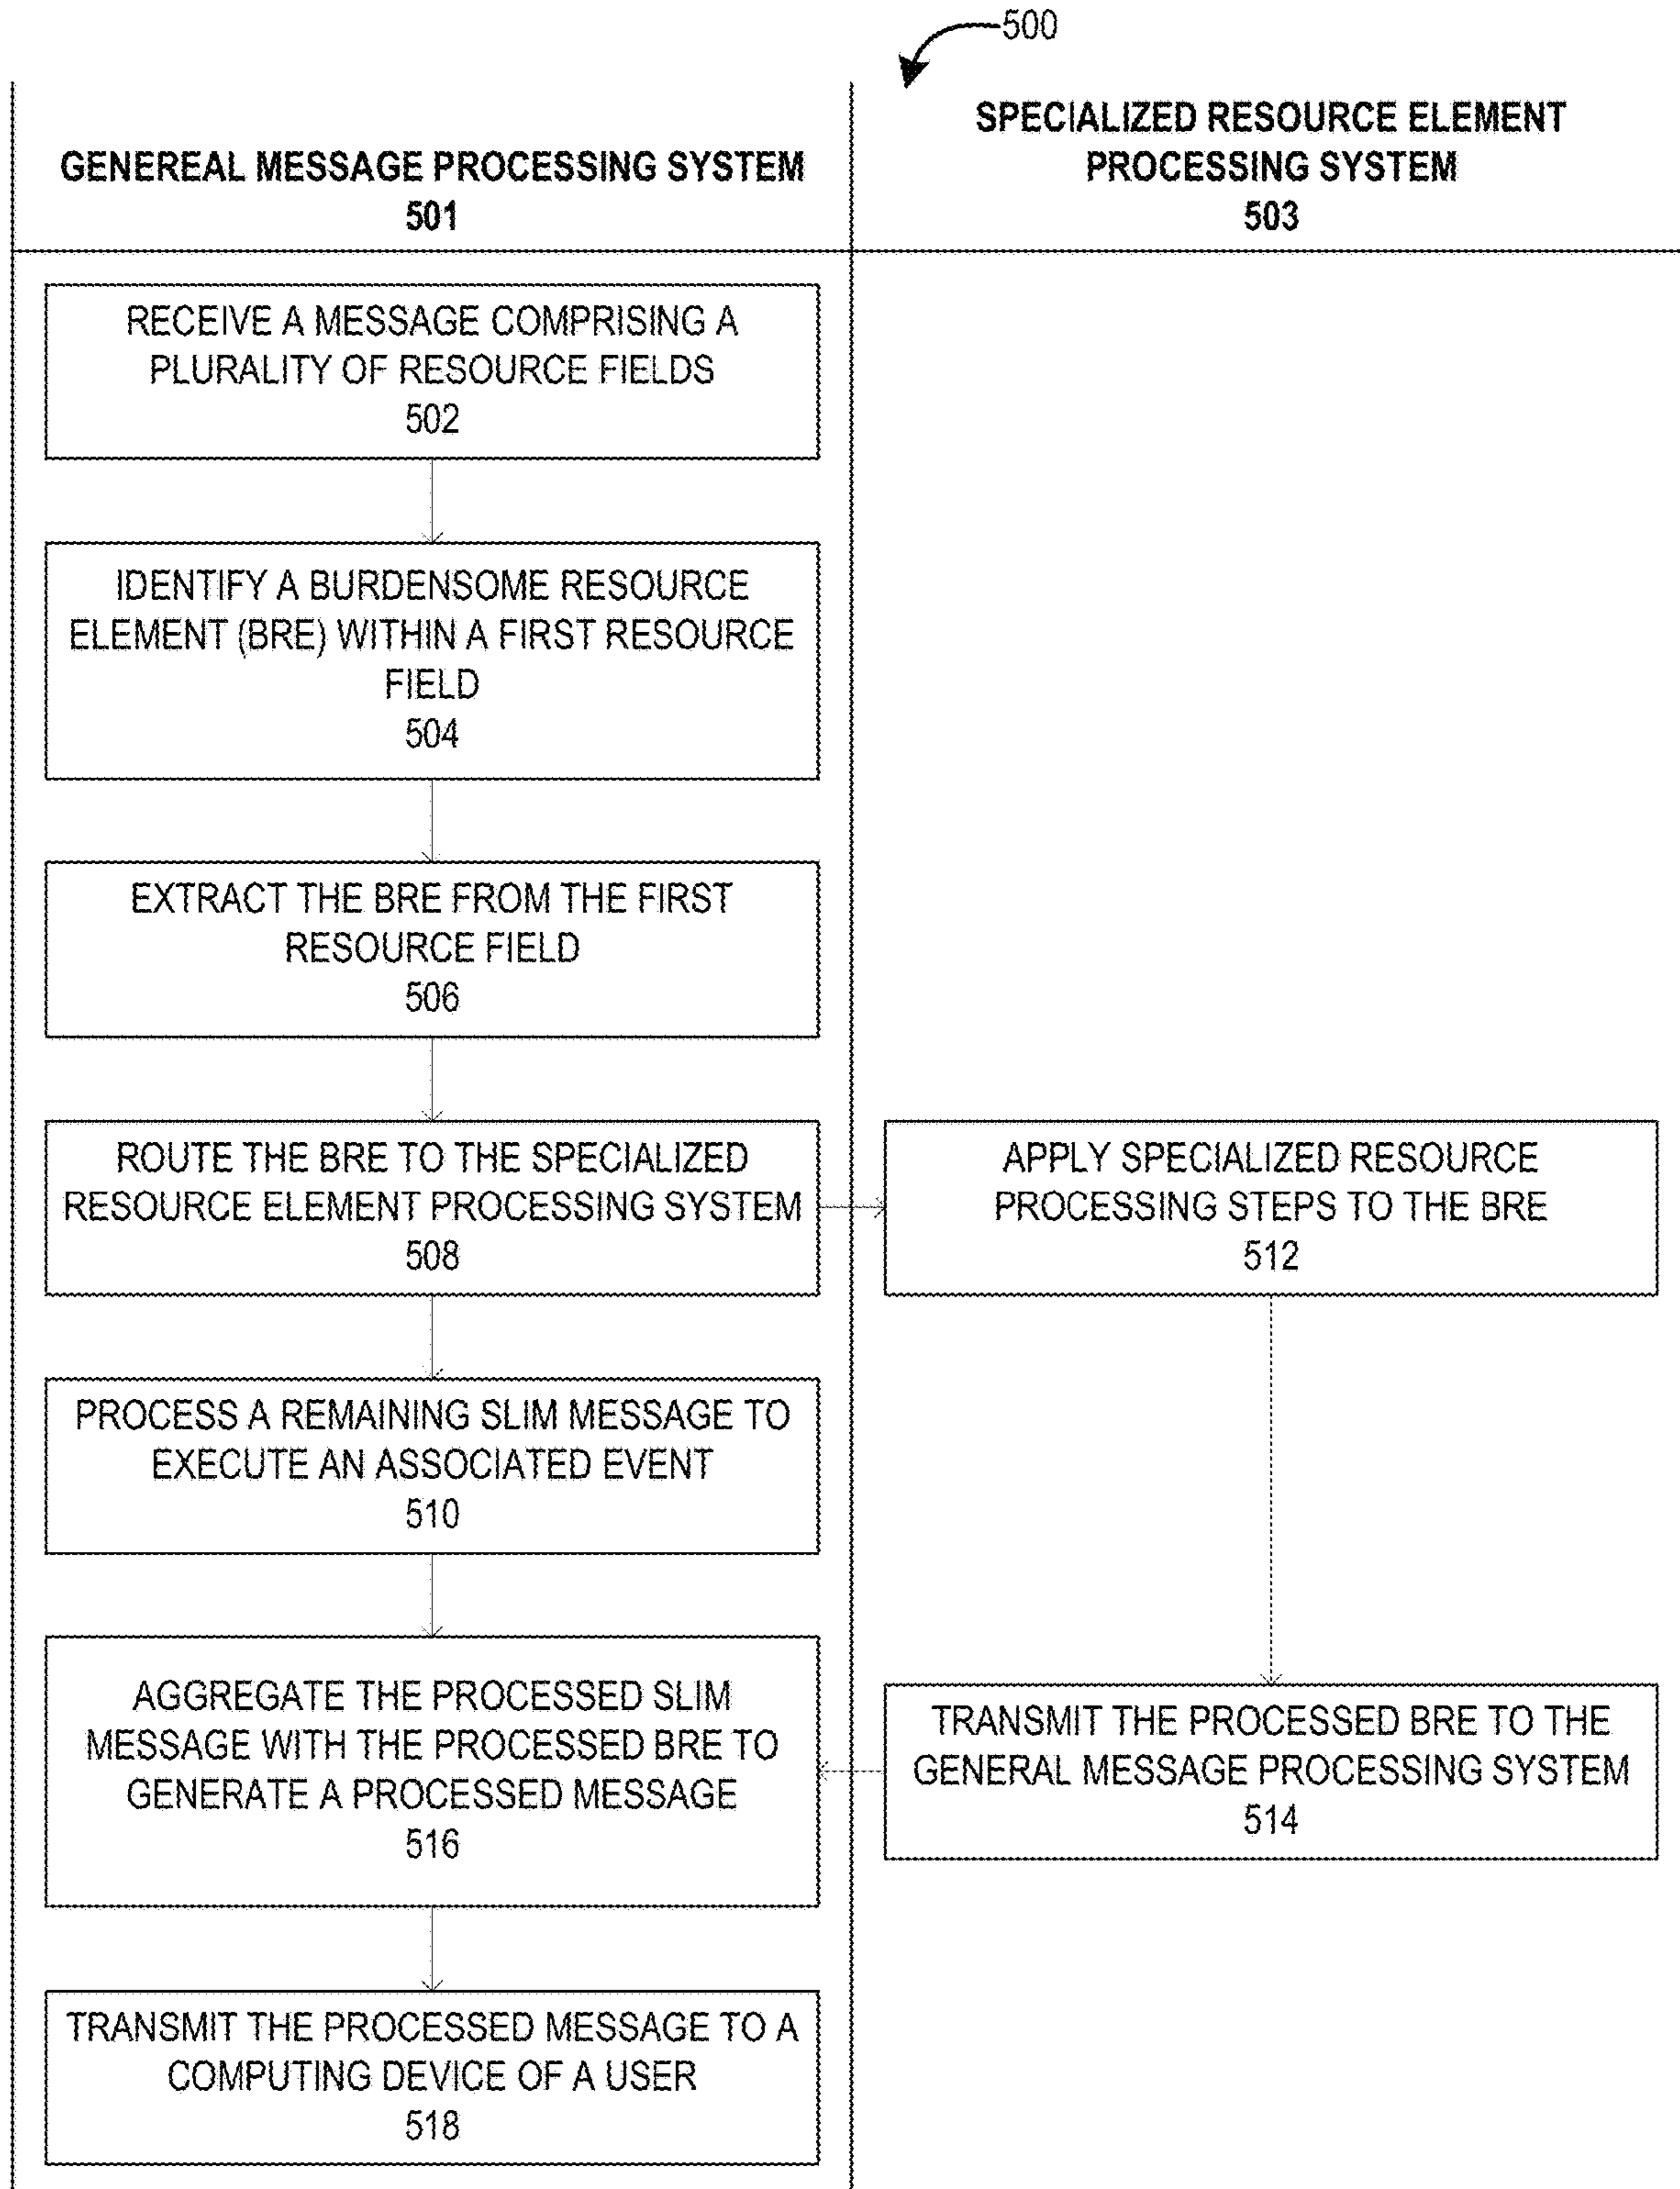 500
GENEREAL MESSAGE PROCESSING SYSTEM
501
SPECIALIZED RESOURCE ELEMENT
PROCESSING SYSTEM
503
RECEIVE A MESSAGE COMPRISING A
PLURALITY OF RESOURCE FIELDS
502
IDENTIFY A BURDENSOME RESOURCE
ELEMENT (BRE) WITHIN A FIRST RESOURCE
FIELD
504
EXTRACT THE BRE FROM THE FIRST
RESOURCE FIELD
506
ROUTE THE BRE TO THE SPECIALIZED
RESOURCE ELEMENT PROCESSING SYSTEM
508
APPLY SPECIALIZED RESOURCE
PROCESSING STEPS TO THE BRE
512
PROCESS A REMAINING SLIM MESSAGE TO
EXECUTE AN ASSOCIATED EVENT
510
AGGREGATE THE PROCESSED SLIM
MESSAGE WITH THE PROCESSED BRE TO
GENERATE A PROCESSED MESSAGE
516
TRANSMIT THE PROCESSED BRE TO THE
GENERAL MESSAGE PROCESSING SYSTEM
514
TRANSMIT THE PROCESSED MESSAGE TO A
COMPUTING DEVICE OF A USER
518